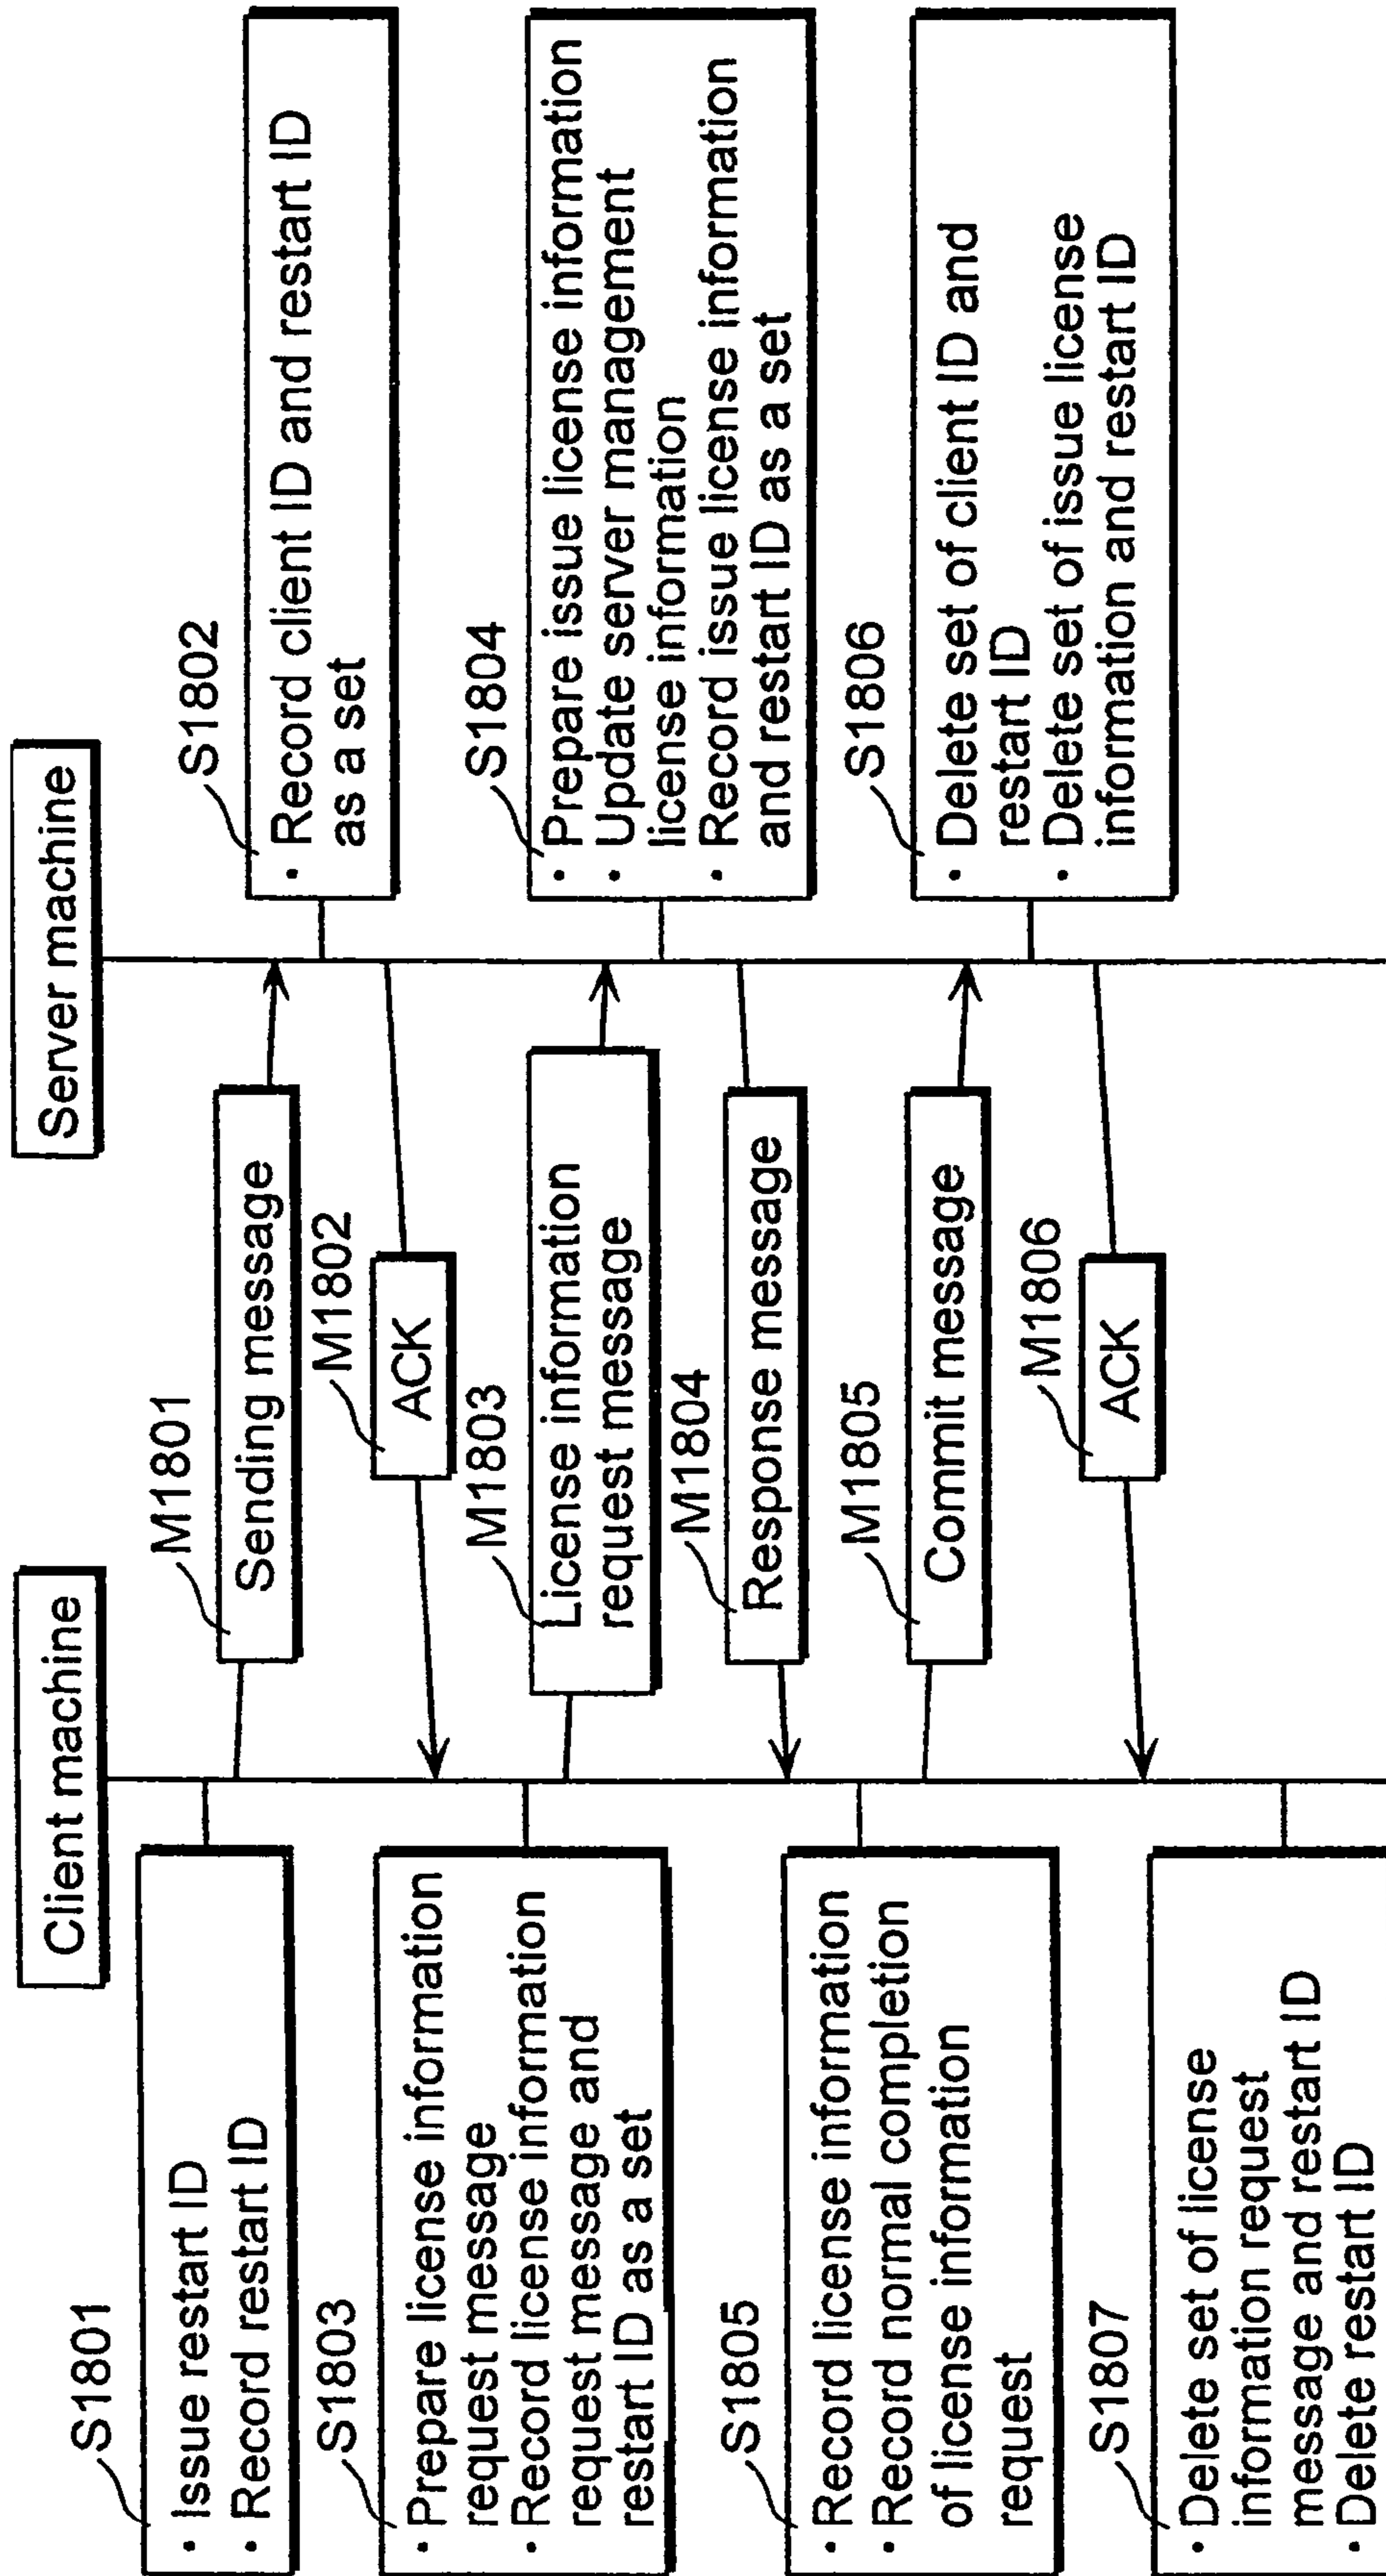 Client machine
Server machine
S1801
· Issue restart ID
· Record restart ID
M1801
Sending message
S1802
· Record client ID and restart ID
as a set
M1802
ACK
S1803
· Prepare license information
request message
· Record license information
request message and
restart ID as a set
M1803
License information
request message
S1804
· Prepare issue license information
· Update server management
license information
· Record issue license information
and restart ID as a set
M1804
Response message
S1805
· Record license information
· Record normal completion
of license information
request
M1805
Commit message
S1806
· Delete set of client ID and
restart ID
· Delete set of issue license
information and restart ID
M1806
ACK
S1807
· Delete set of license
information request
message and restart ID
· Delete restart ID